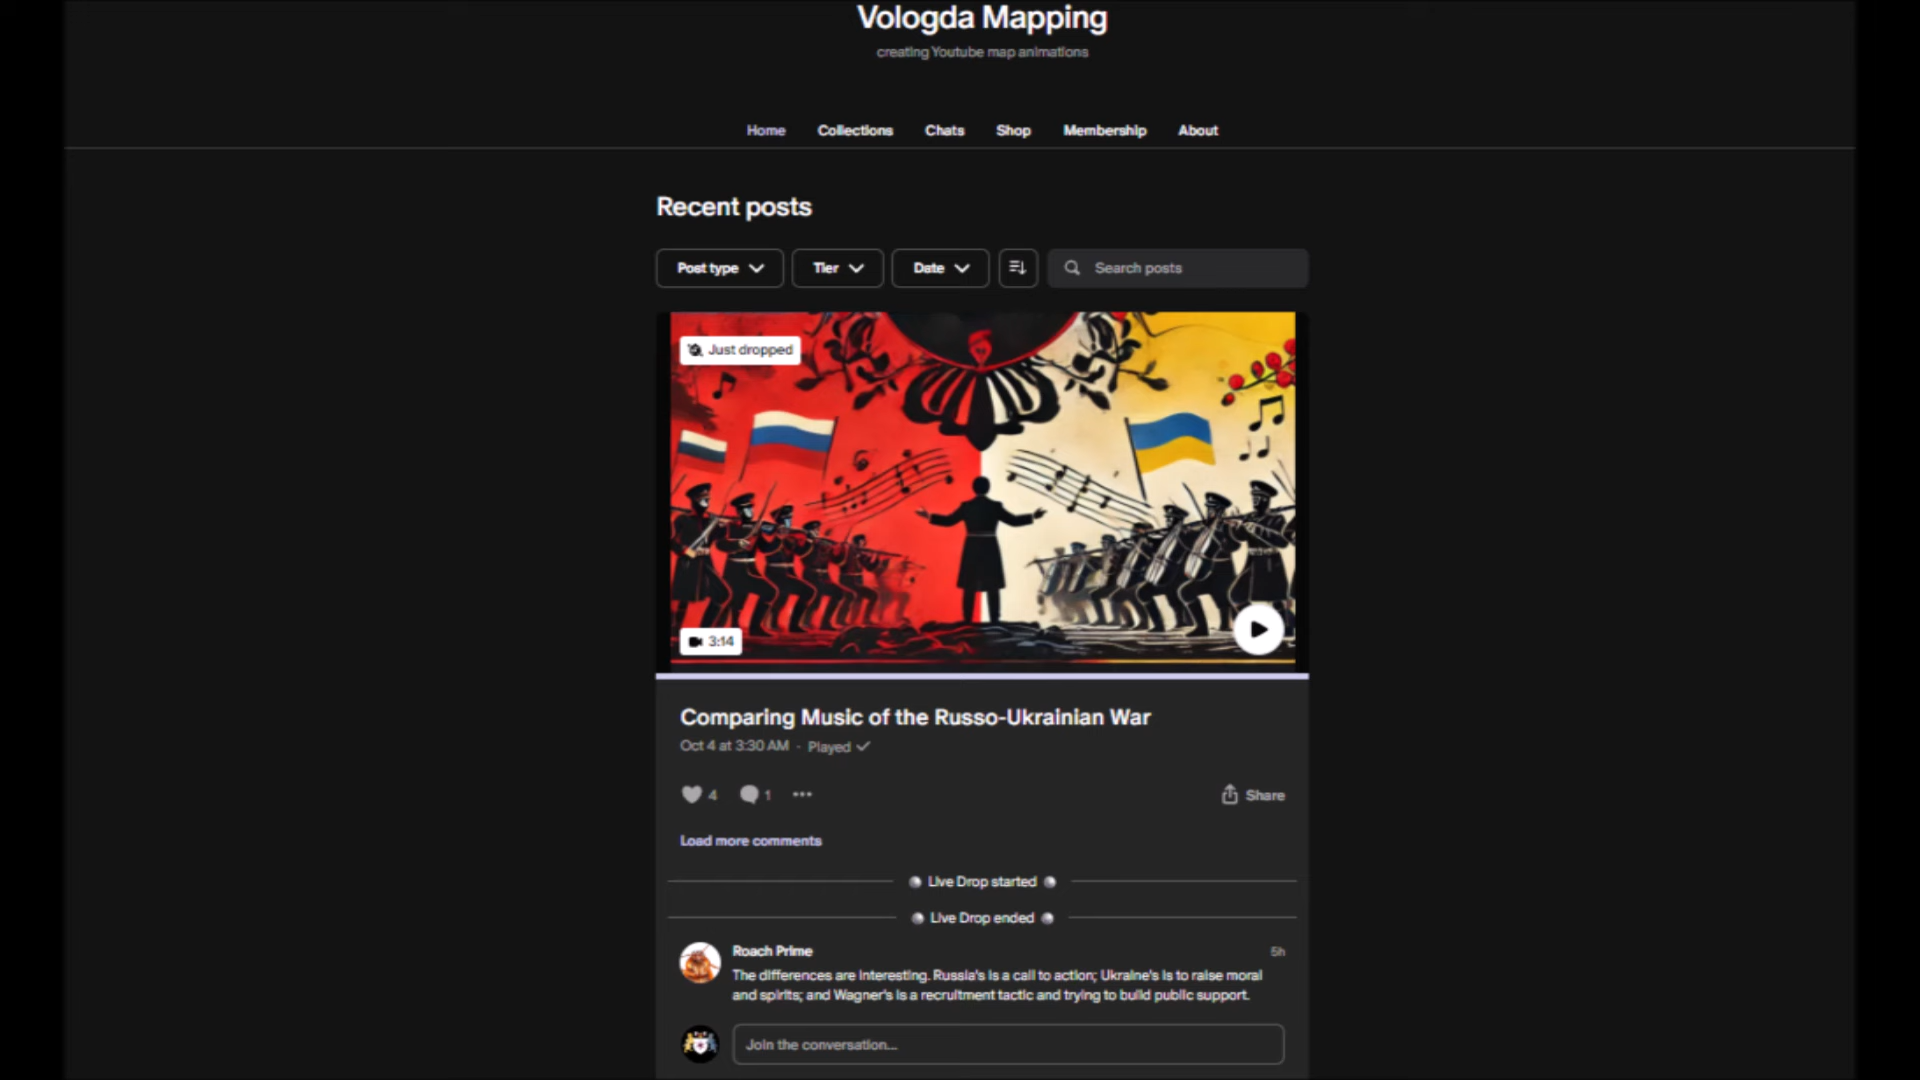 Vologda Mapping
creating Youtube map animations
Home Collections Chats Shop Membership About
Recent posts
Post type Tier Date Search posts
Just dropped
3:14
Comparing Music of the Russo-Ukrainian War
Oct 4 at 3:30 AM - Played
4 1 ••• Share
Load more comments
Live Drop started
Live Drop ended
Roach Prime 5h
The differences are interesting. Russia's is a call to action; Ukraine's is to raise moral
and spirits; and Wagner's is a recruitment tactic and trying to build public support.
Join the conversation...